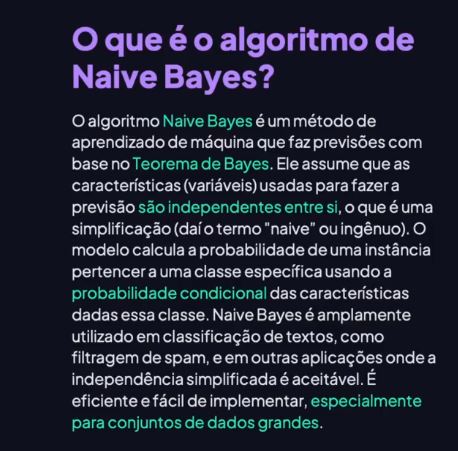 O que é o algoritmo de
Naive Bayes?
O algoritmo Naive Bayes é um método de
aprendizado de máquina que faz previsões com
base no Teorema de Bayes. Ele assume que as
características (variáveis) usadas para fazer a
previsão são independentes entre si, o que é uma
simplificação (daí o termo "naive" ou ingênuo). O
modelo calcula a probabilidade de uma instância
pertencer a uma classe específica usando a
probabilidade condicional das características
dadas essa classe. Naive Bayes é amplamente
utilizado em classificação de textos, como
filtragem de spam, e em outras aplicações onde a
independência simplificada é aceitável. É
eficiente e fácil de implementar, especialmente
para conjuntos de dados grandes.